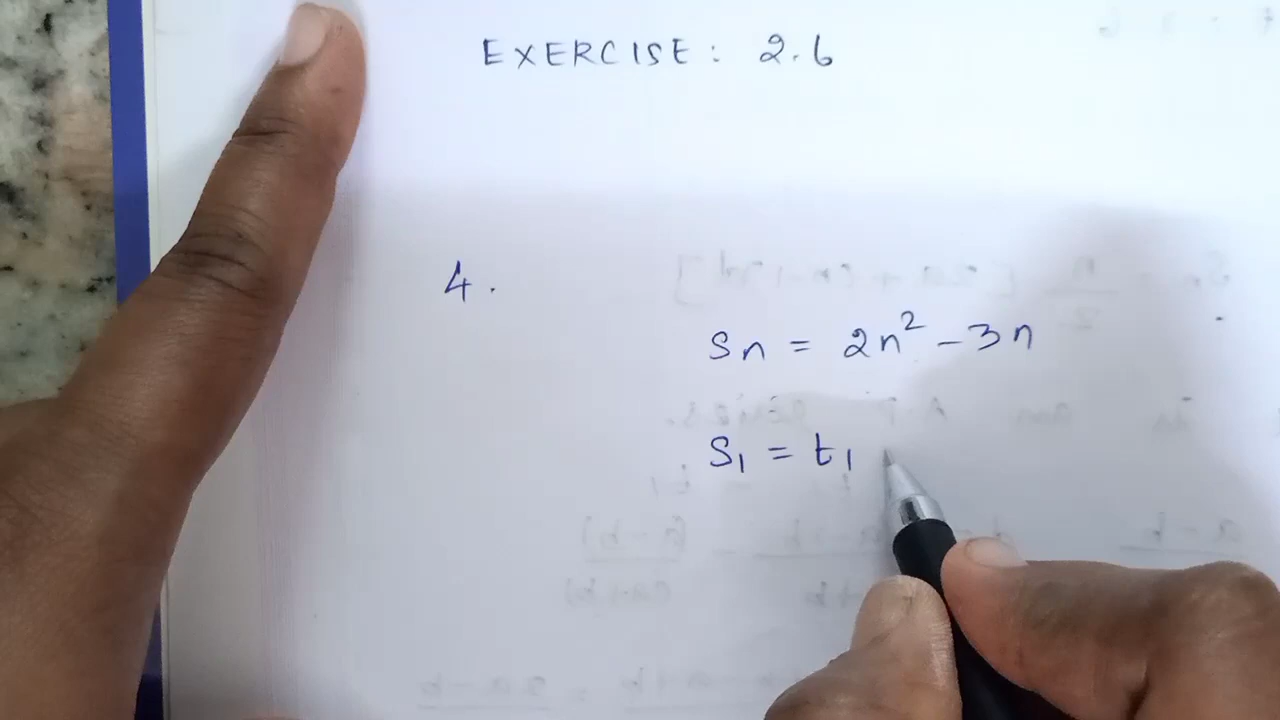 EXERCISE: 2.6
4.
Sn = 2n² - 3n
S₁ = t₁